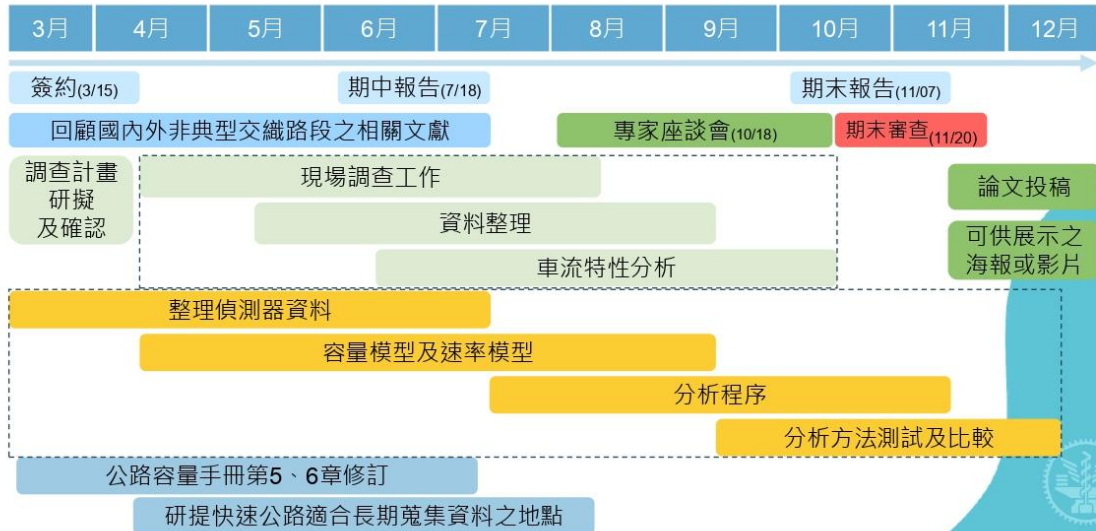 3月 4月 5月 6月 7月 8月 9月 10月 11月 12月
簽約(3/15) 期中報告(7/18) 期末報告(11/07)
回顧國內外非典型交織路段之相關文獻 專家座談會(10/18) 期末審查(11/20)
調查計畫
研擬
及確認
現場調查工作
資料整理
車流特性分析
論文投稿
可供展示之
海報或影片
整理偵測器資料
容量模型及速率模型
分析程序
分析方法測試及比較
公路容量手冊第5、6章修訂
研提快速公路適合長期蒐集資料之地點